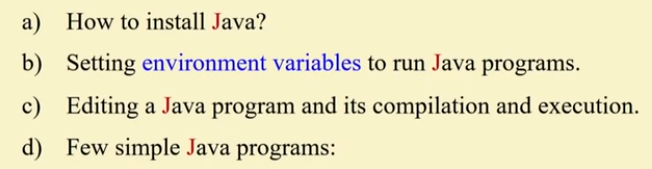 a) How to install Java?
b) Setting environment variables to run Java programs.
c) Editing a Java program and its compilation and execution.
d) Few simple Java programs: